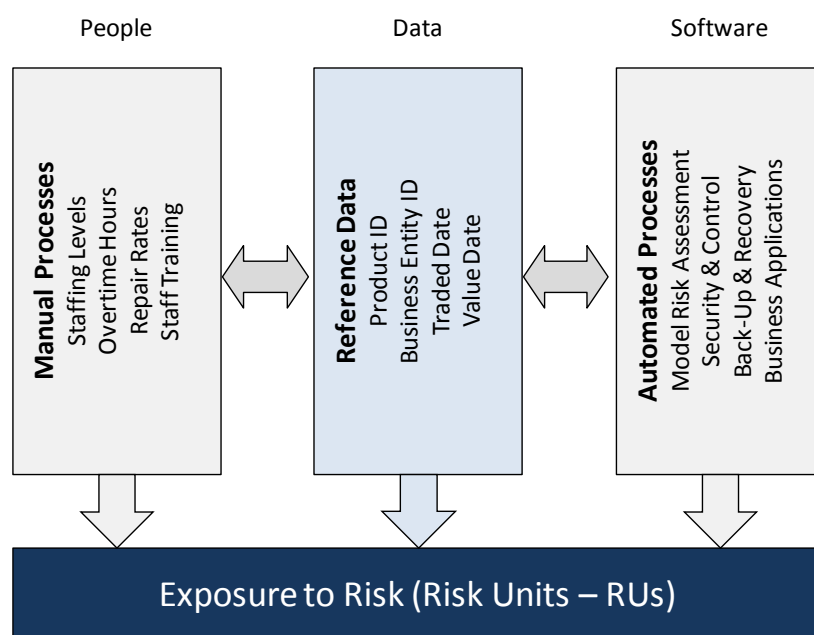 People
Data
Software
Manual Processes
Staffing Levels
Overtime Hours
Repair Rates
Staff Training
Reference Data
Product ID
Business Entity ID
Traded Date
Value Date
Automated Processes
Model Risk Assessment
Security & Control
Back-Up & Recovery
Business Applications
Exposure to Risk (Risk Units – RUs)